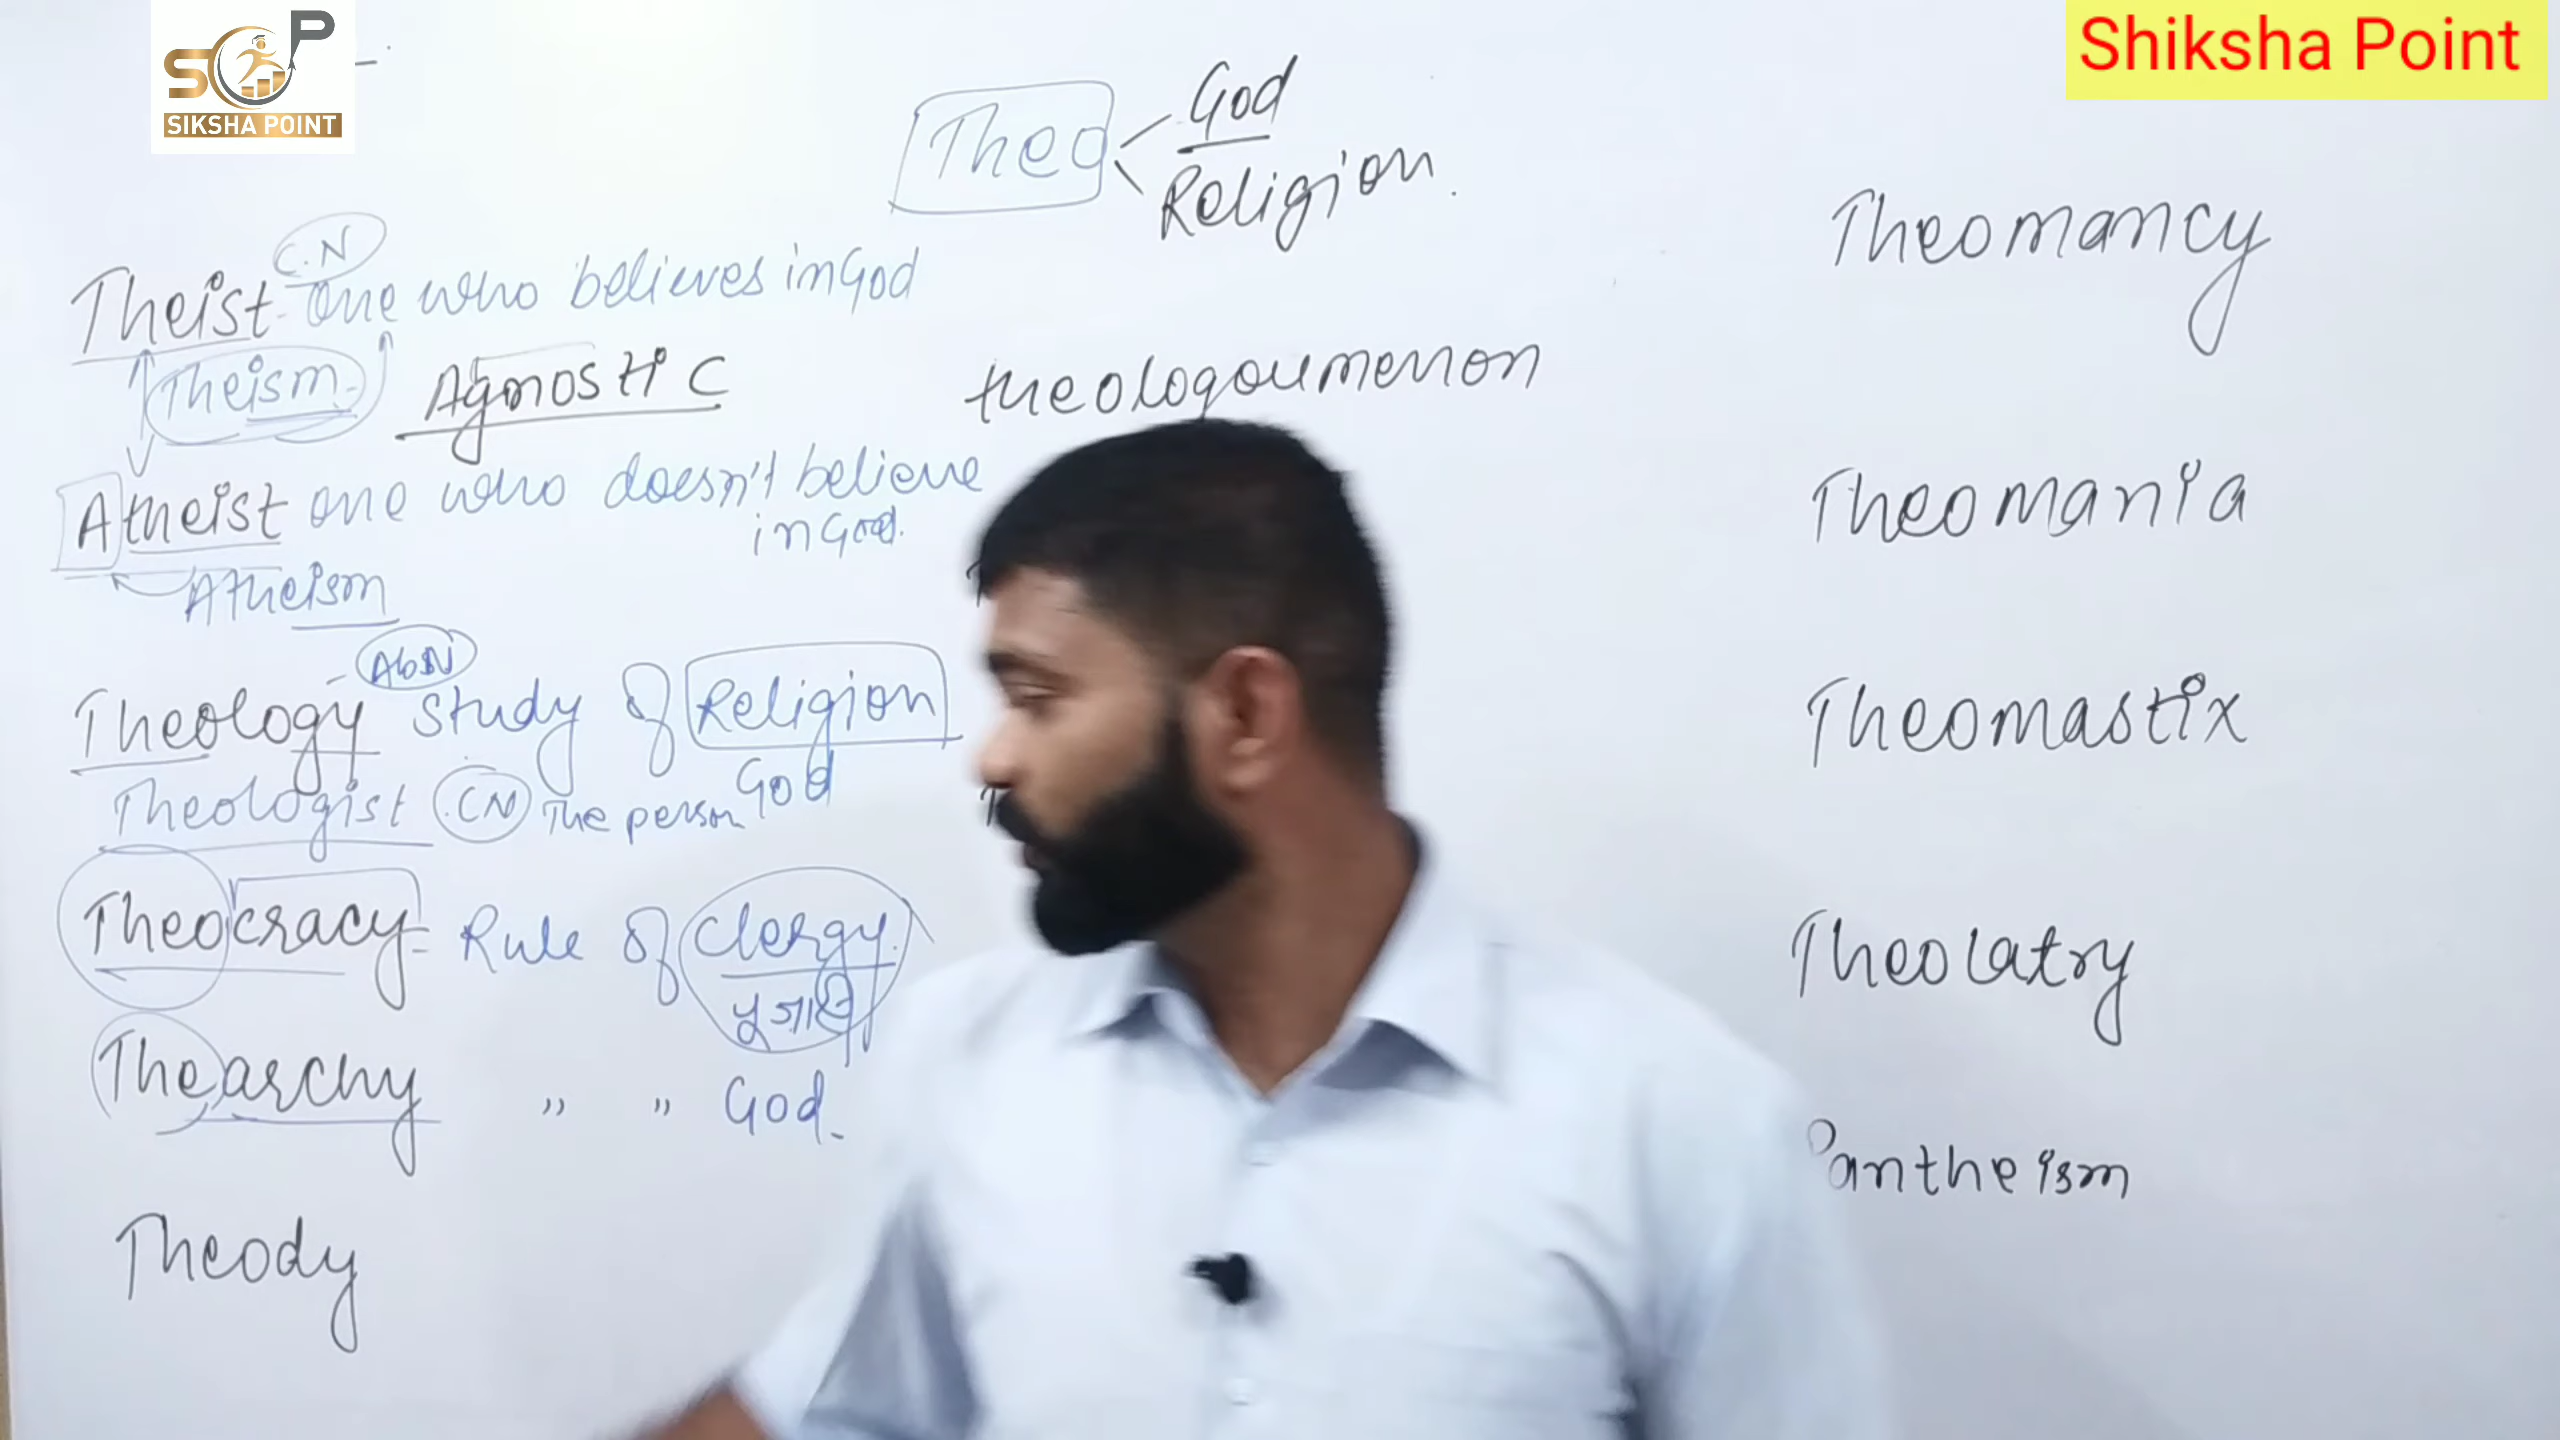 SCP
SIKSHA POINT
Shiksha Point
Theo
God
Religion.
C.N
Theist - one who believes in God
Theism
Agnostic
Atheist one who doesn't believe
in God.
Atheism
AbN
Theology - Study of Religion
God
Theologist CN The person
Theocracy = Rule of clergy
पूजारी
Thearchy " " God
Theody
theologoumenon
Theomancy
Theomania
Theomastix
Theolatry
Pantheism